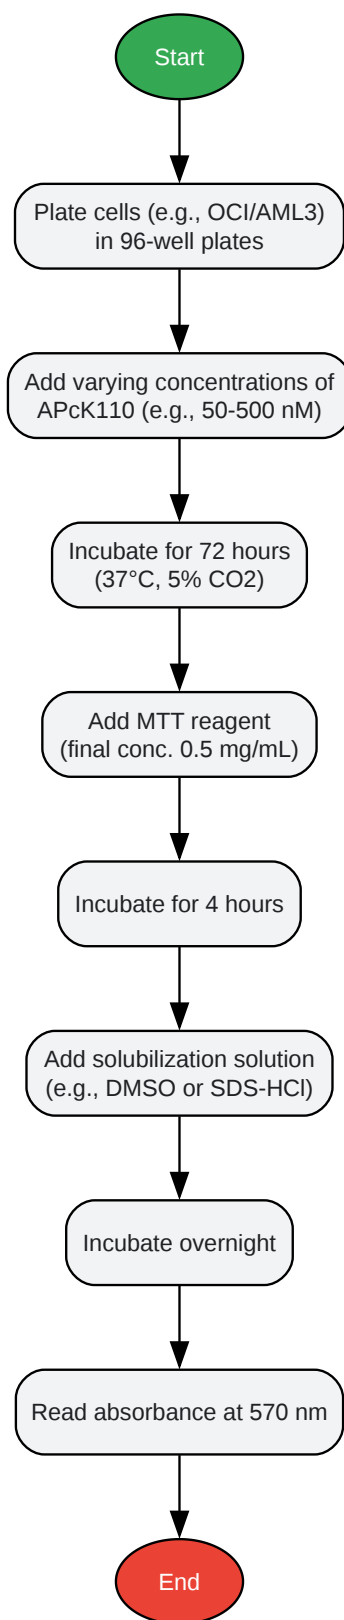 Start
Plate cells (e.g., OCI/AML3)
in 96-well plates
Add varying concentrations of
APcK110 (e.g., 50-500 nM)
Incubate for 72 hours
(37°C, 5% CO2)
Add MTT reagent
(final conc. 0.5 mg/mL)
Incubate for 4 hours
Add solubilization solution
(e.g., DMSO or SDS-HCl)
Incubate overnight
Read absorbance at 570 nm
End